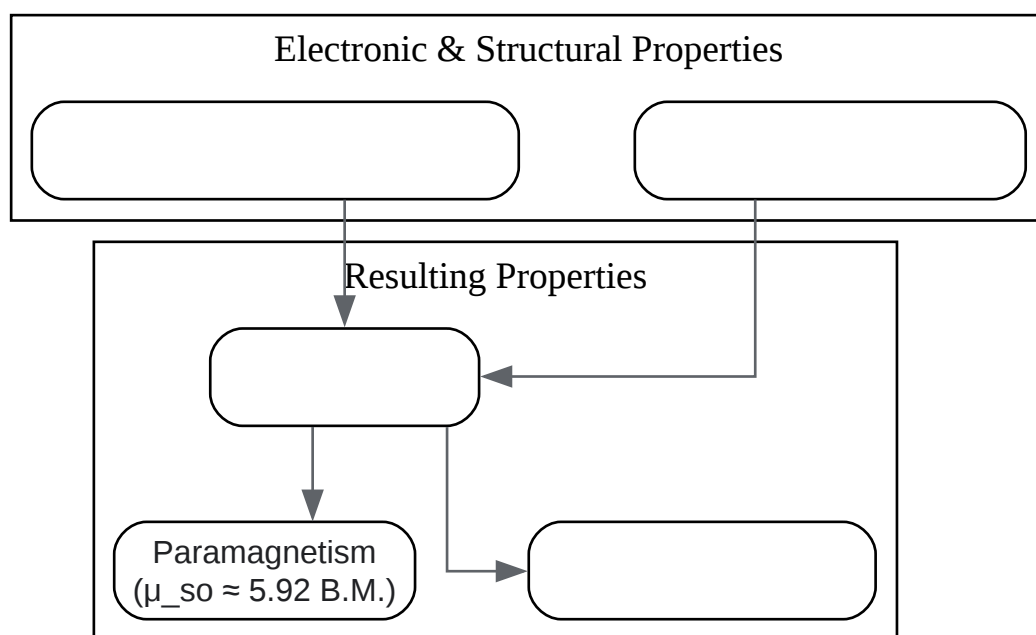 Electronic & Structural Properties
Resulting Properties
Paramagnetism
(μ_so ≈ 5.92 B.M.)